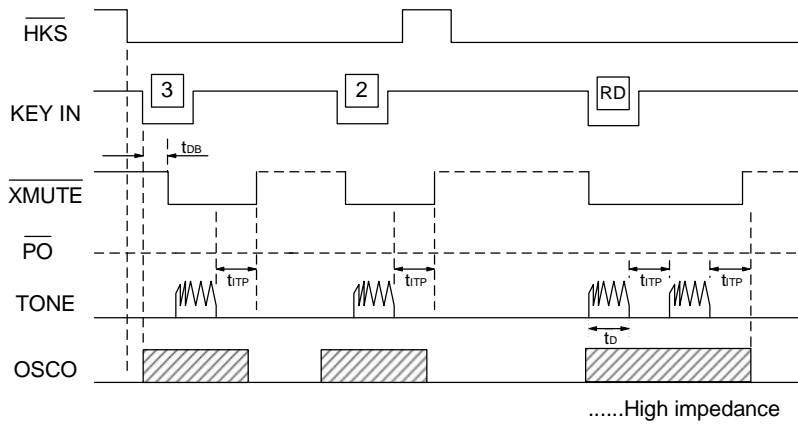 HKS
3 2 RD
KEY IN
tDB
XMUTE
PO
tITP tITP tITP tITP
TONE
tD
OSCO
......High impedance